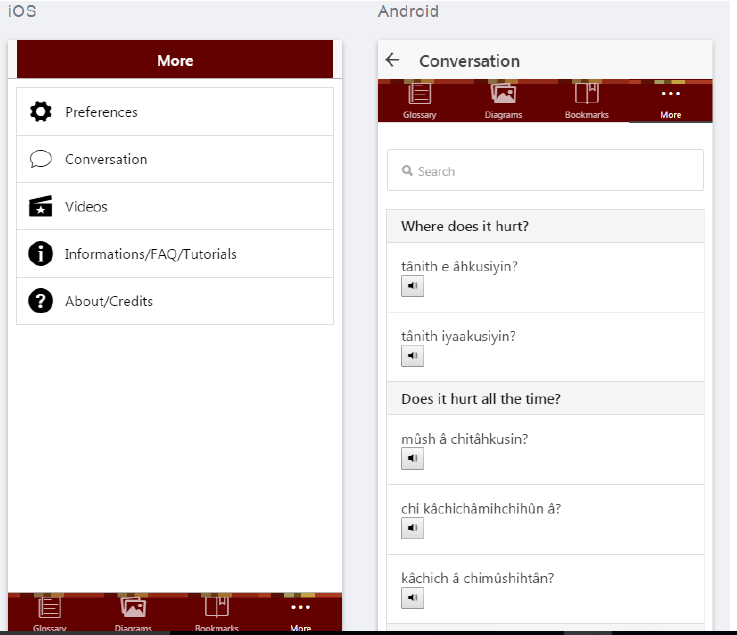 iOS
More
Preferences
Conversation
Videos
Informations/FAQ/Tutorials
About/Credits
Glossary
Diagrams
Bookmarks
More
Android
Conversation
Glossary
Diagrams
Bookmarks
More
Search
Where does it hurt?
tânith e âhkusiyin?
tânith iyaakusiyin?
Does it hurt all the time?
mûsh â chitâhkusin?
chi kâchichâmihchihûn â?
kâchich â chimûshihtân?